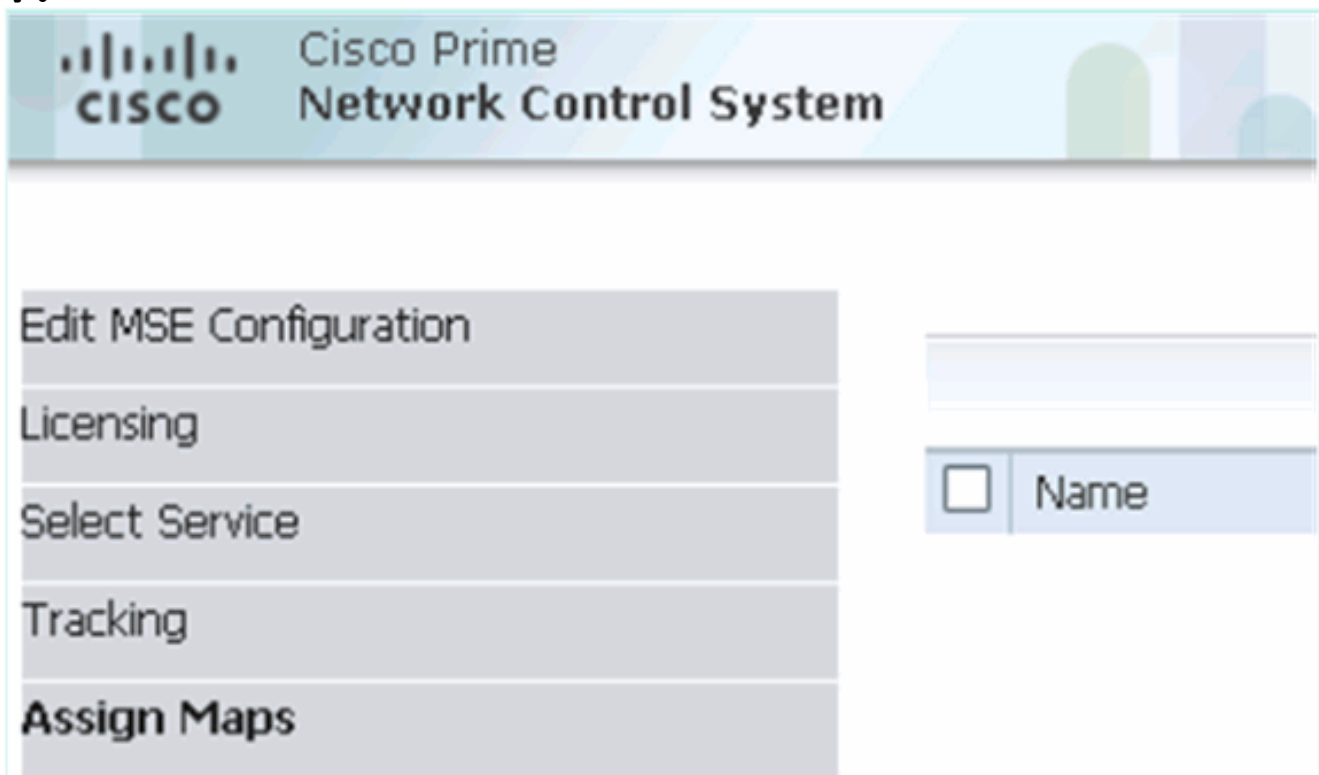 Cisco Prime
CISCO Network Control System
Edit MSE Configuration
Licensing
Select Service
Tracking
Assign Maps
Name